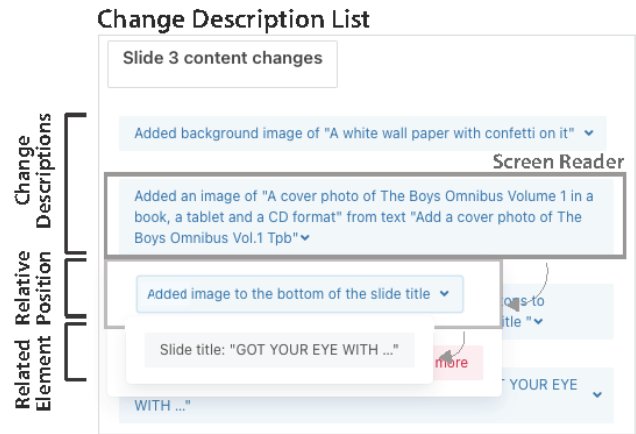 Change Description List
Slide 3 content changes
Change
Descriptions
Added background image of "A white wall paper with confetti on it"
Screen Reader
Added an image of "A cover photo of The Boys Omnibus Volume 1 in a
book, a tablet and a CD format" from text "Add a cover photo of The
Boys Omnibus Vol.1 Tpb"
Relative
Position
Added image to the bottom of the slide title
to
title "
Related
Element
Slide title: "GOT YOUR EYE WITH ..."
more
YOUR EYE
WITH ..."